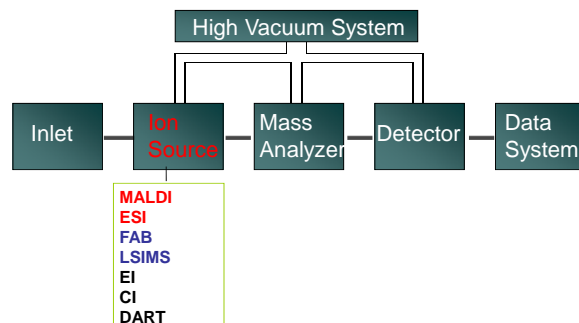 High Vacuum System
Inlet
Ion
Source
Mass
Analyzer
Detector
Data
System
MALDI
ESI
FAB
LSIMS
EI
CI
DART